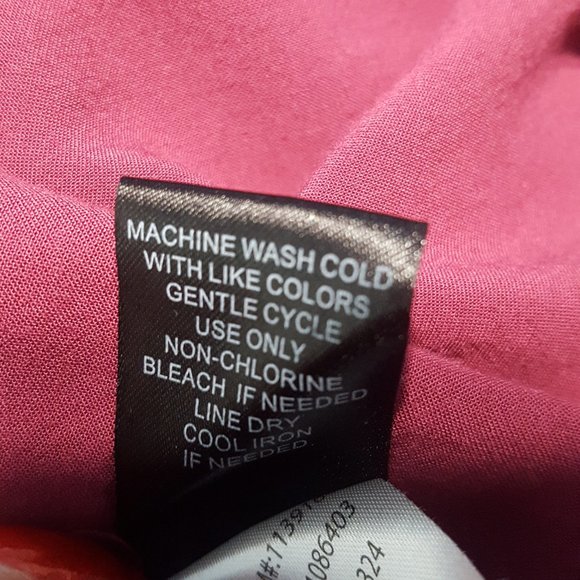 MACHINE WASH COLD
WITH LIKE COLORS
GENTLE CYCLE
USE ONLY
NON-CHLORINE
BLEACH IF NEEDED
LINE DRY
COOL IRON
IF NEEDED